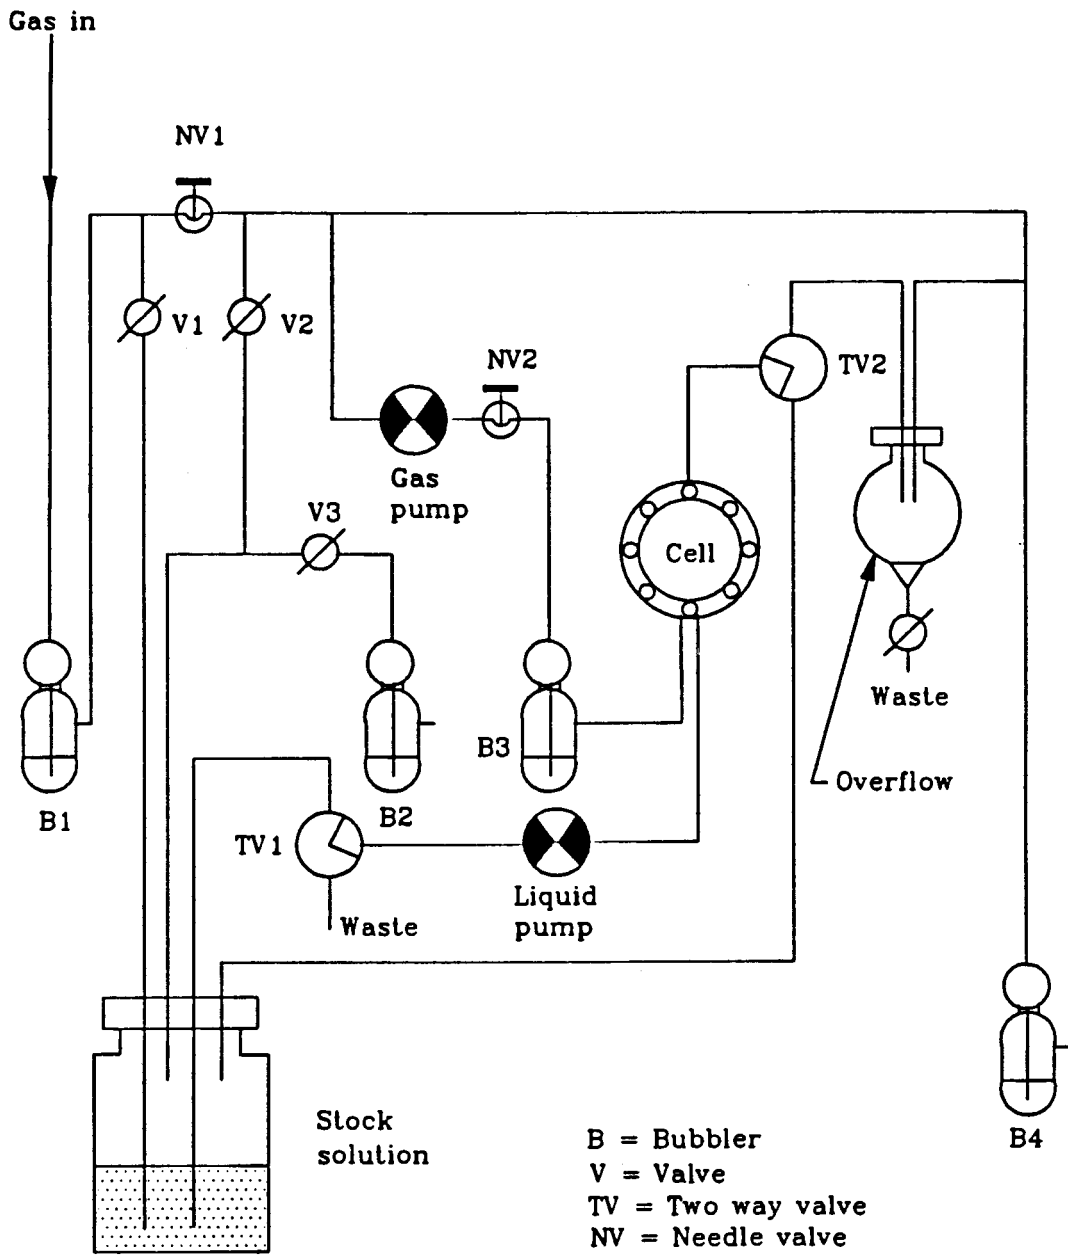 Gas in
NV1
V1
V2
NV2
TV2
Gas
pump
V3
Cell
Waste
B3
Overflow
B1
B2
TV1
Liquid
pump
Waste
Stock
solution
B4
B = Bubbler
V = Valve
TV = Two way valve
NV = Needle valve